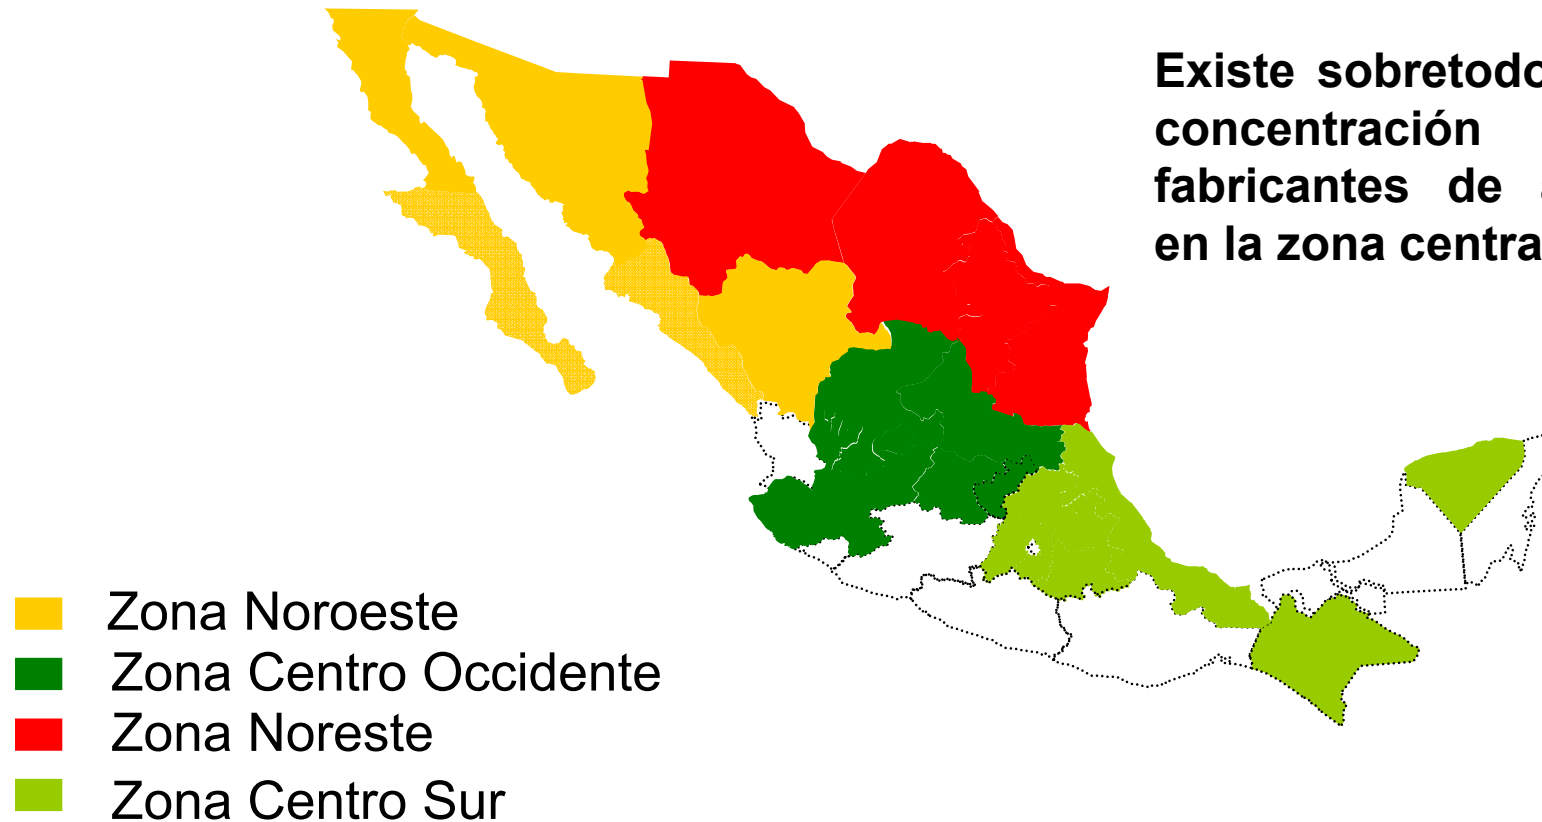 Existe sobretodo
concentración
fabricantes de
en la zona centra
Zona Noroeste
Zona Centro Occidente
Zona Noreste
Zona Centro Sur